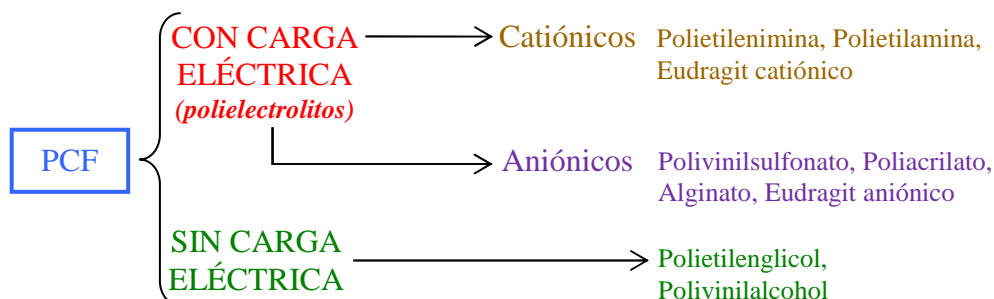 PCF
CON CARGA
ELÉCTRICA
(polielectrolitos)
Catiónicos
Polietilenimina, Polietilamina,
Eudragit catiónico
Aniónicos
Polivinilsulfonato, Poliacrilato,
Alginato, Eudragit aniónico
SIN CARGA
ELÉCTRICA
Polietilenglicol,
Polivinilalcohol